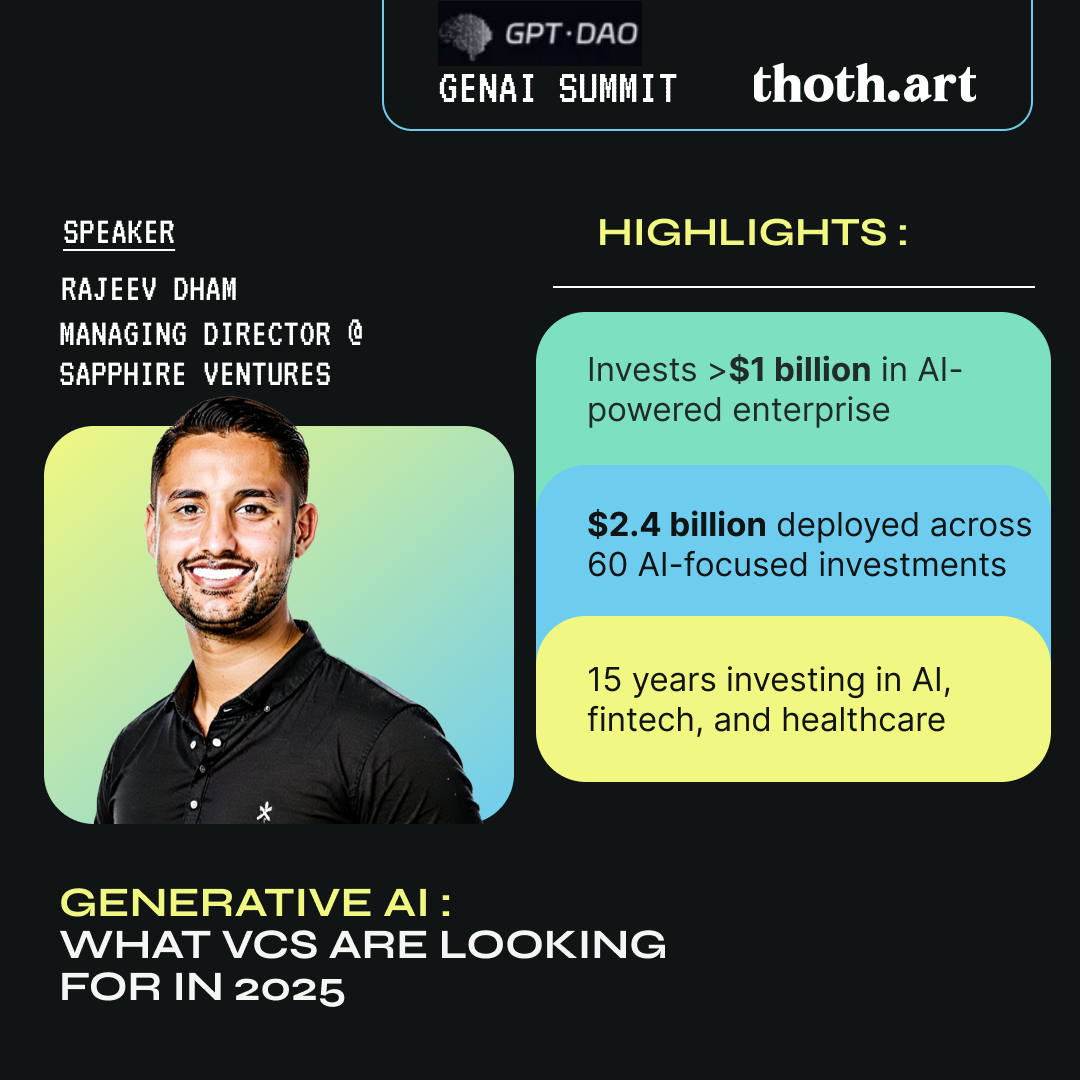 GPT·DAO
GENAI SUMMIT
thoth.art
SPEAKER
RAJEEV DHAM
MANAGING DIRECTOR @
SAPPHIRE VENTURES
HIGHLIGHTS :
Invests >$1 billion in AI-
powered enterprise
$2.4 billion deployed across
60 AI-focused investments
15 years investing in AI,
fintech, and healthcare
GENERATIVE AI :
WHAT VCS ARE LOOKING
FOR IN 2025